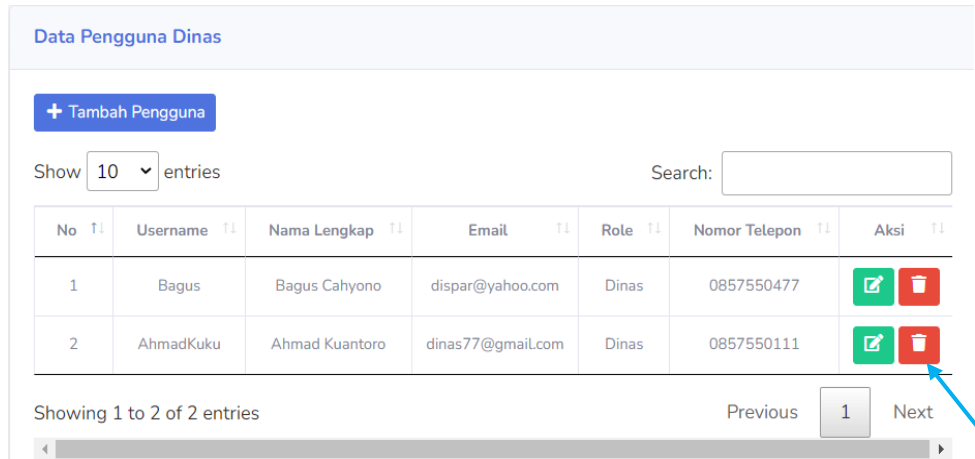 Data Pengguna Dinas
Tambah Pengguna
Show 10 entries Search:
No Username Nama Lengkap Email Role Nomor Telepon Aksi
1 Bagus Bagus Cahyono dispar@yahoo.com Dinas 0857550477
2 AhmadKuku Ahmad Kuantoro dinas77@gmail.com Dinas 0857550111
Showing 1 to 2 of 2 entries Previous 1 Next